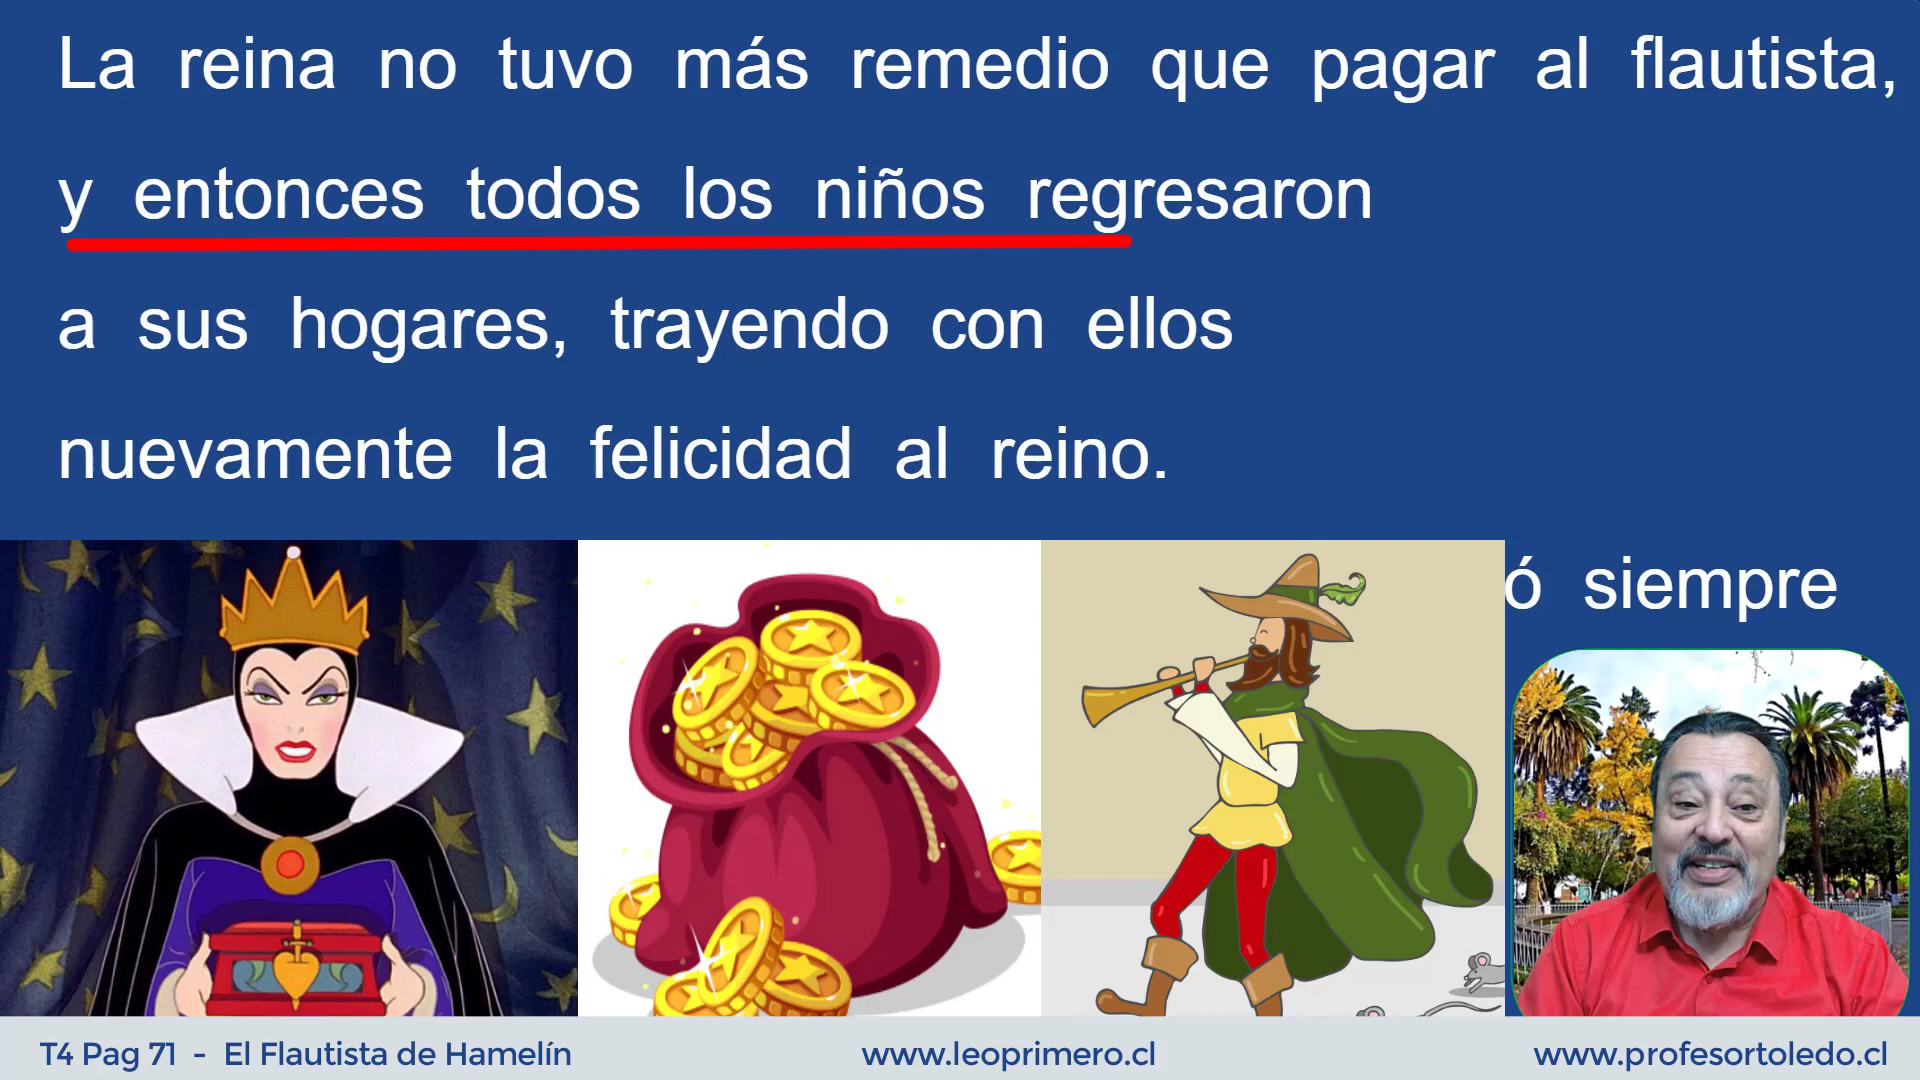 La reina no tuvo más remedio que pagar al flautista,
y entonces todos los niños regresaron
a sus hogares, trayendo con ellos
nuevamente la felicidad al reino.
ó siempre
T4 Pag 71 - El Flautista de Hamelín
www.leoprimero.cl
www.profesortoledo.cl